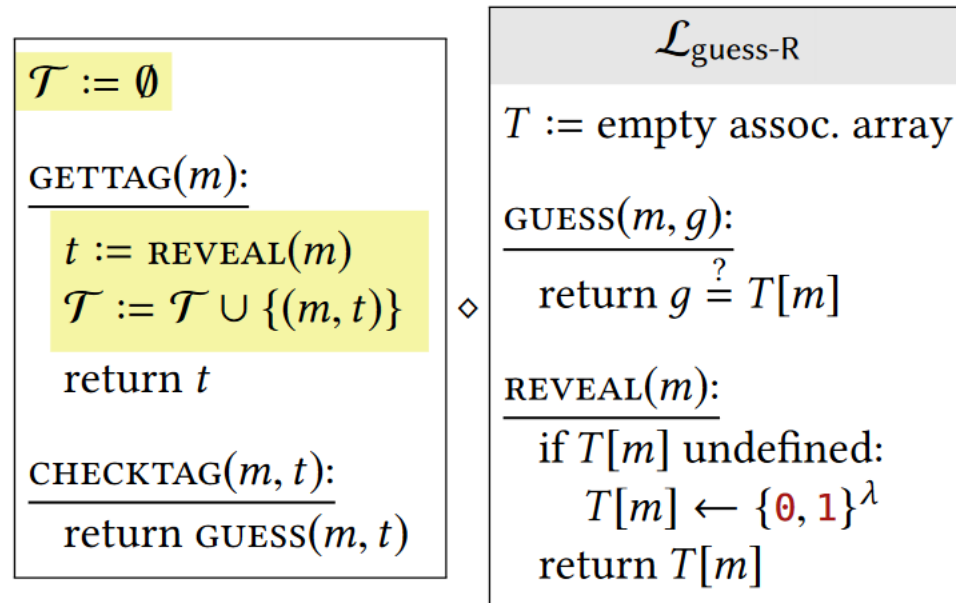 𝓣 := ∅
GETTAG(m):
t := REVEAL(m)
𝓣 := 𝓣 ∪ {(m, t)}
return t
CHECKTAG(m, t):
return GUESS(m, t)
⋄
𝓛guess-R
T := empty assoc. array
GUESS(m, g):
return g ≟ T[m]
REVEAL(m):
if T[m] undefined:
T[m] ← {0, 1}^λ
return T[m]